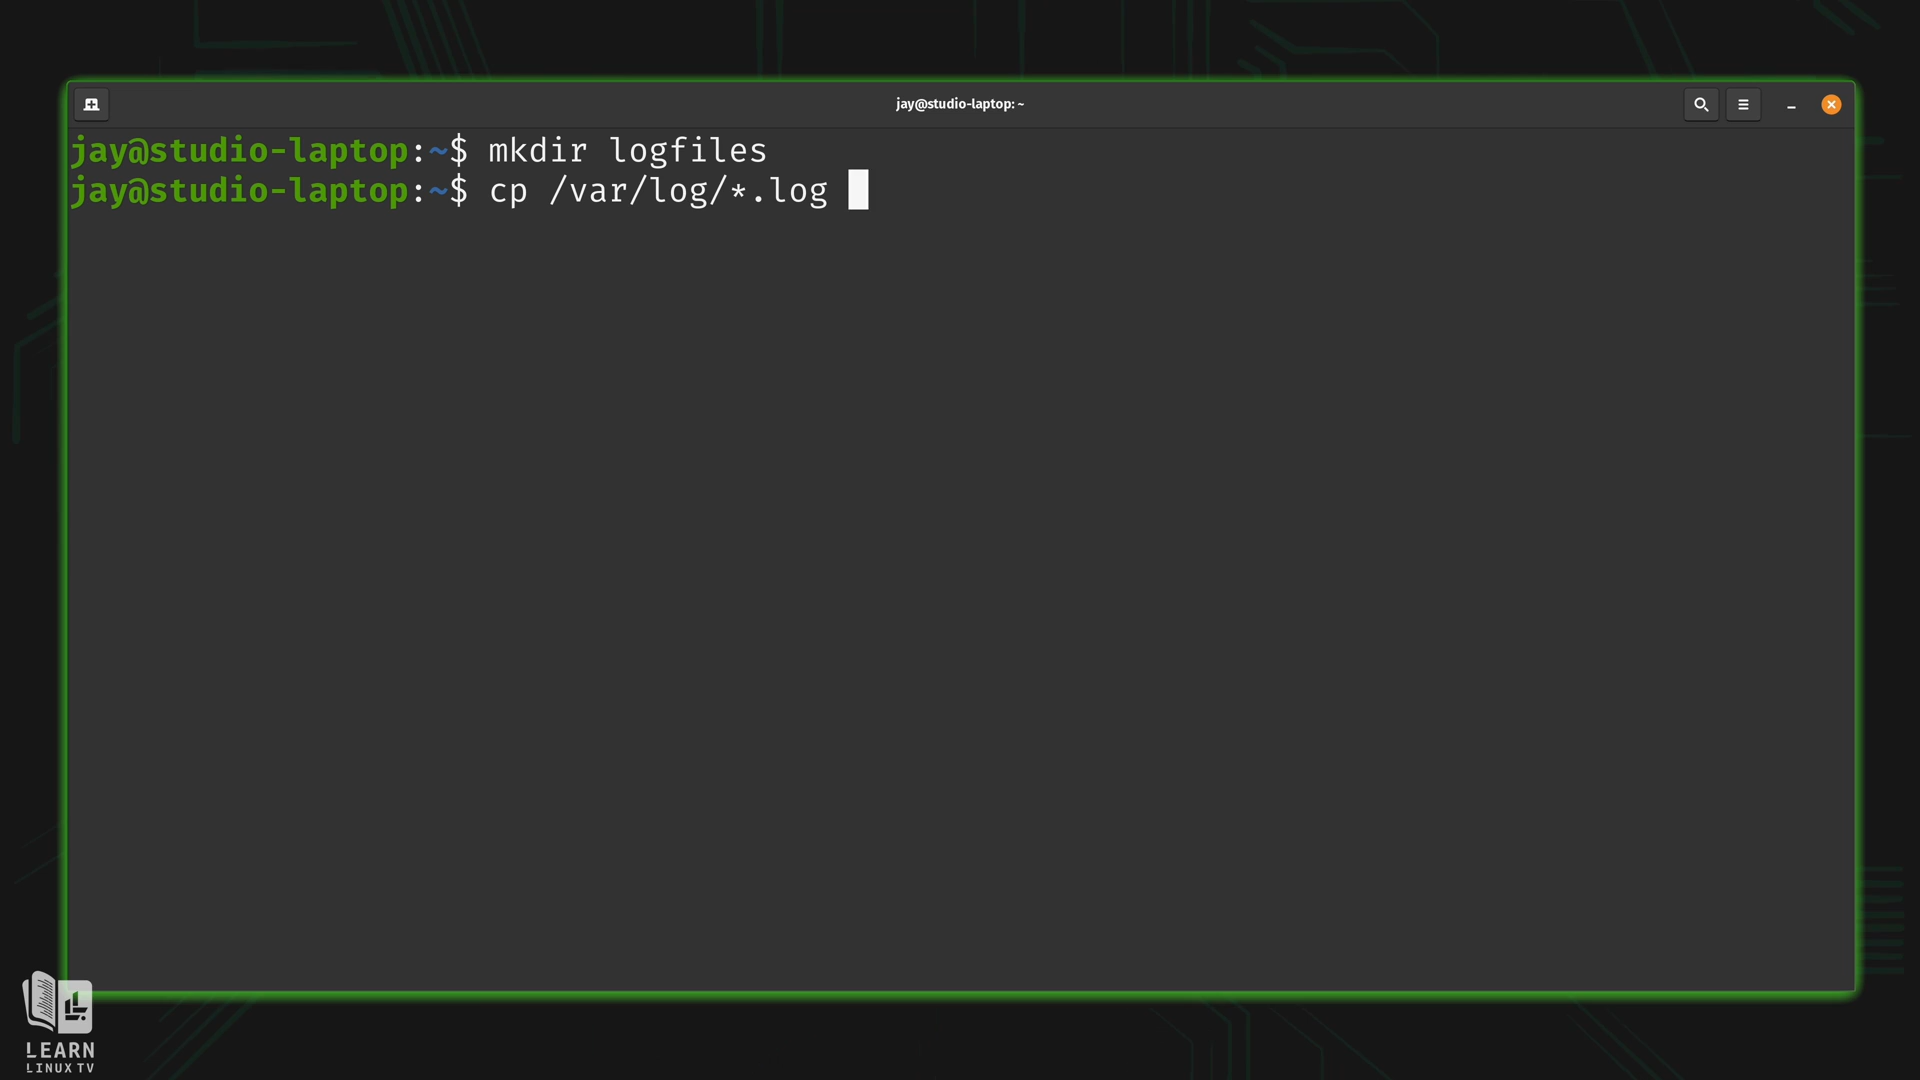 jay@studio-laptop: ~
jay@studio-laptop:~$ mkdir logfiles
jay@studio-laptop:~$ cp /var/log/*.log
LEARN
LINUX TV